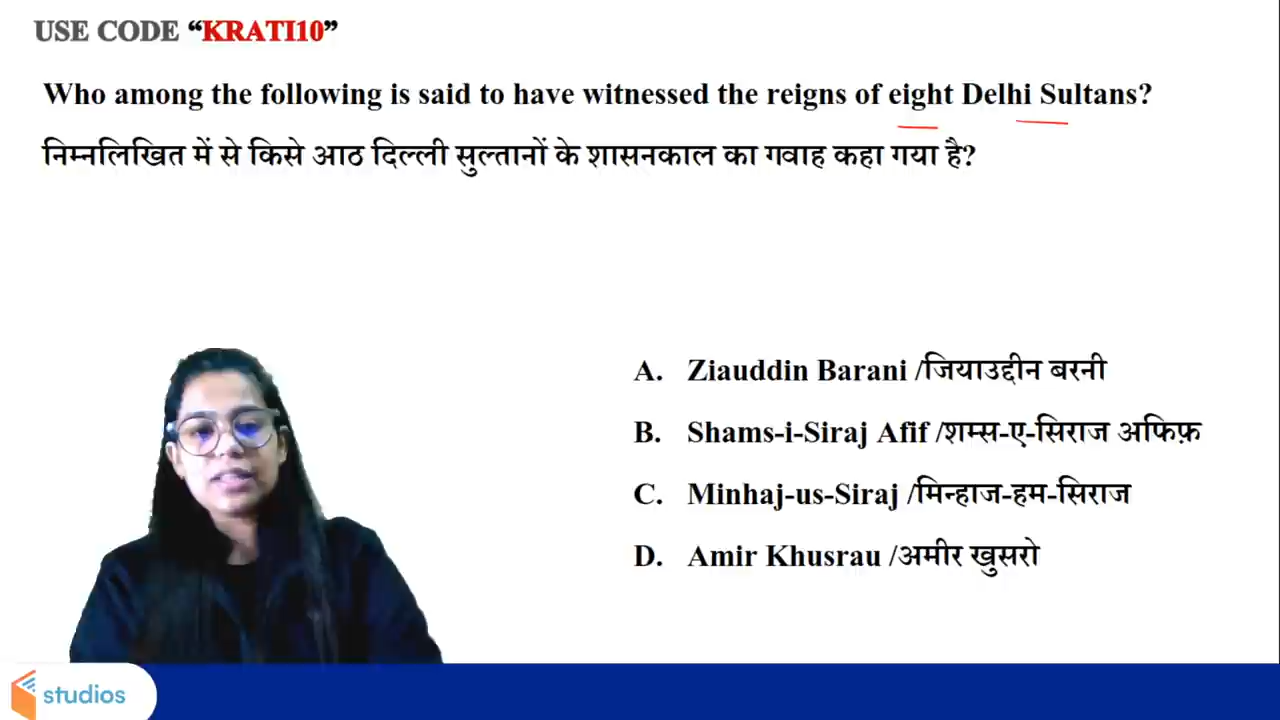 USE CODE “KRATI10”
Who among the following is said to have witnessed the reigns of eight Delhi Sultans?
निम्नलिखित में से किसे आठ दिल्ली सुल्तानों के शासनकाल का गवाह कहा गया है?
A. Ziauddin Barani /जियाउद्दीन बरनी
B. Shams-i-Siraj Afif /शम्स-ए-सिराज अफिफ़
C. Minhaj-us-Siraj /मिन्हाज-हम-सिराज
D. Amir Khusrau /अमीर खुसरो
studios